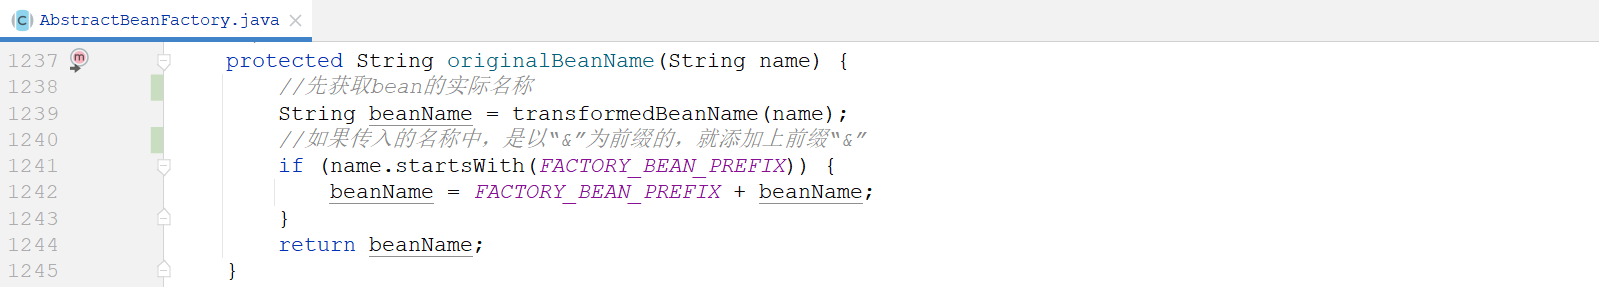 AbstractBeanFactory.java
1237 protected String originalBeanName(String name) {
1238 //先获取bean的实际名称
1239 String beanName = transformedBeanName(name);
1240 //如果传入的名称中，是以“&”为前缀的，就添加上前缀“&”
1241 if (name.startsWith(FACTORY_BEAN_PREFIX)) {
1242 beanName = FACTORY_BEAN_PREFIX + beanName;
1243 }
1244 return beanName;
1245 }